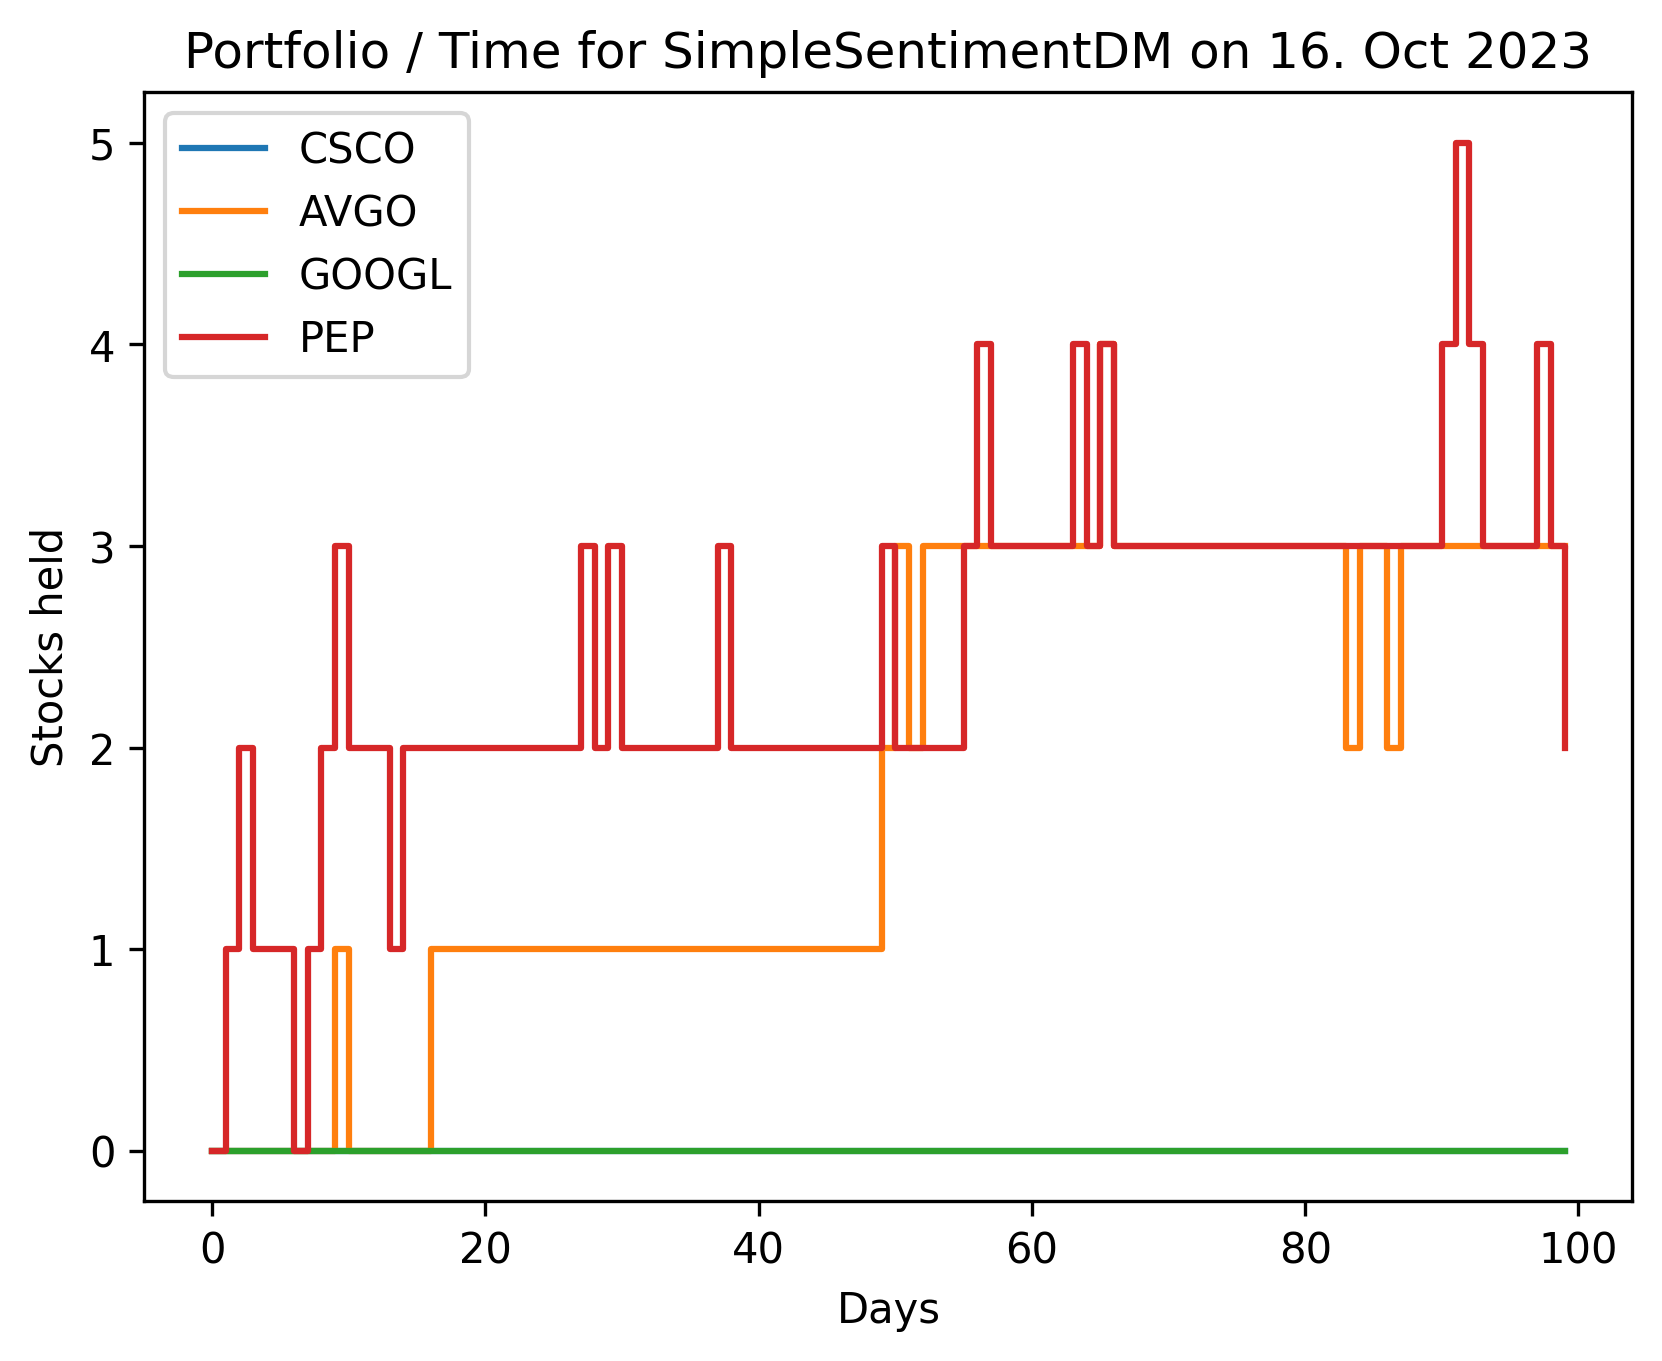 Portfolio / Time for SimpleSentimentDM on 16. Oct 2023
CSCO
AVGO
GOOGL
PEP
Stocks held
5
4
3
2
1
0
0 20 40 60 80 100
Days